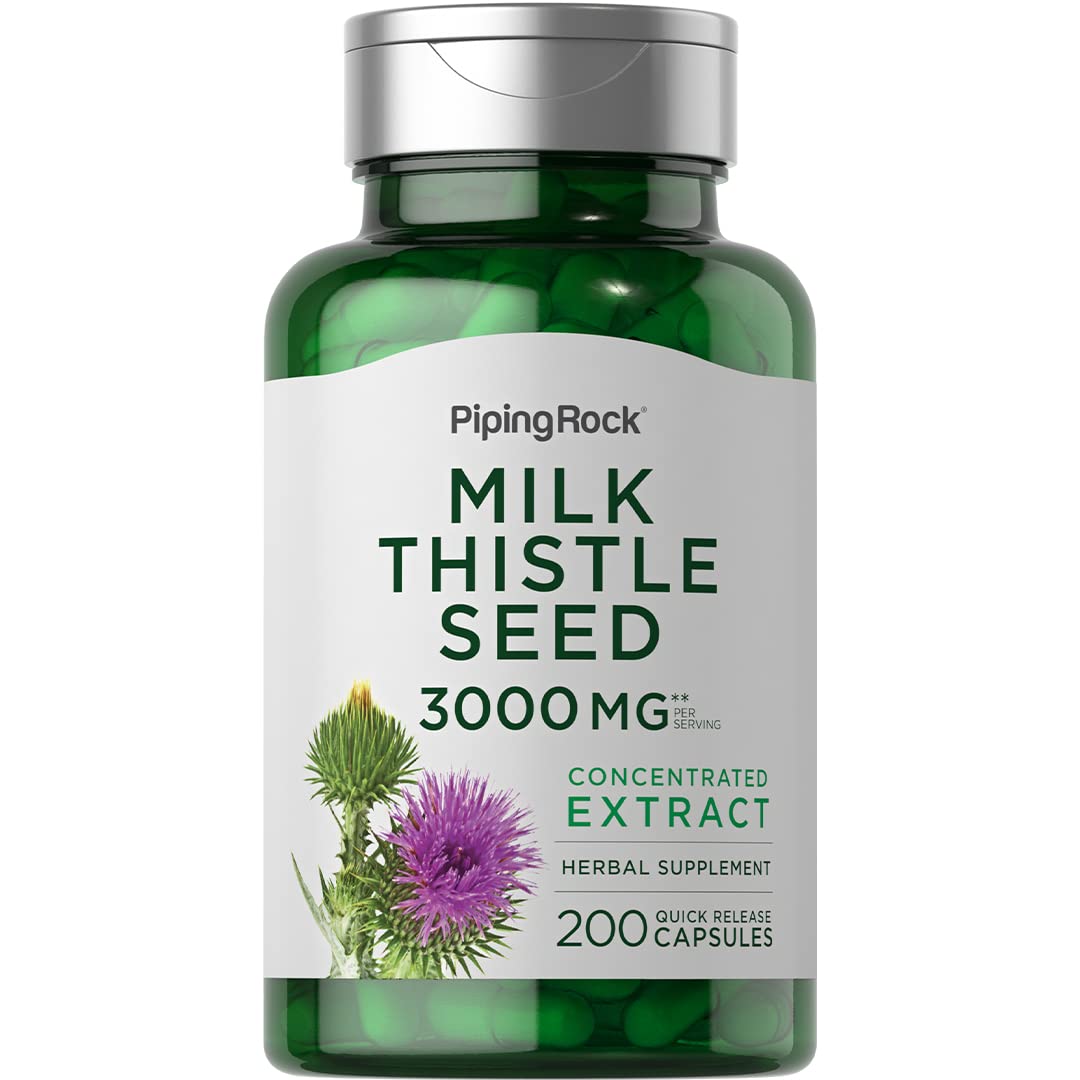 PipingRock®
MILK
THISTLE
SEED
3000 MG** PER SERVING
CONCENTRATED
EXTRACT
HERBAL SUPPLEMENT
200 QUICK RELEASE CAPSULES